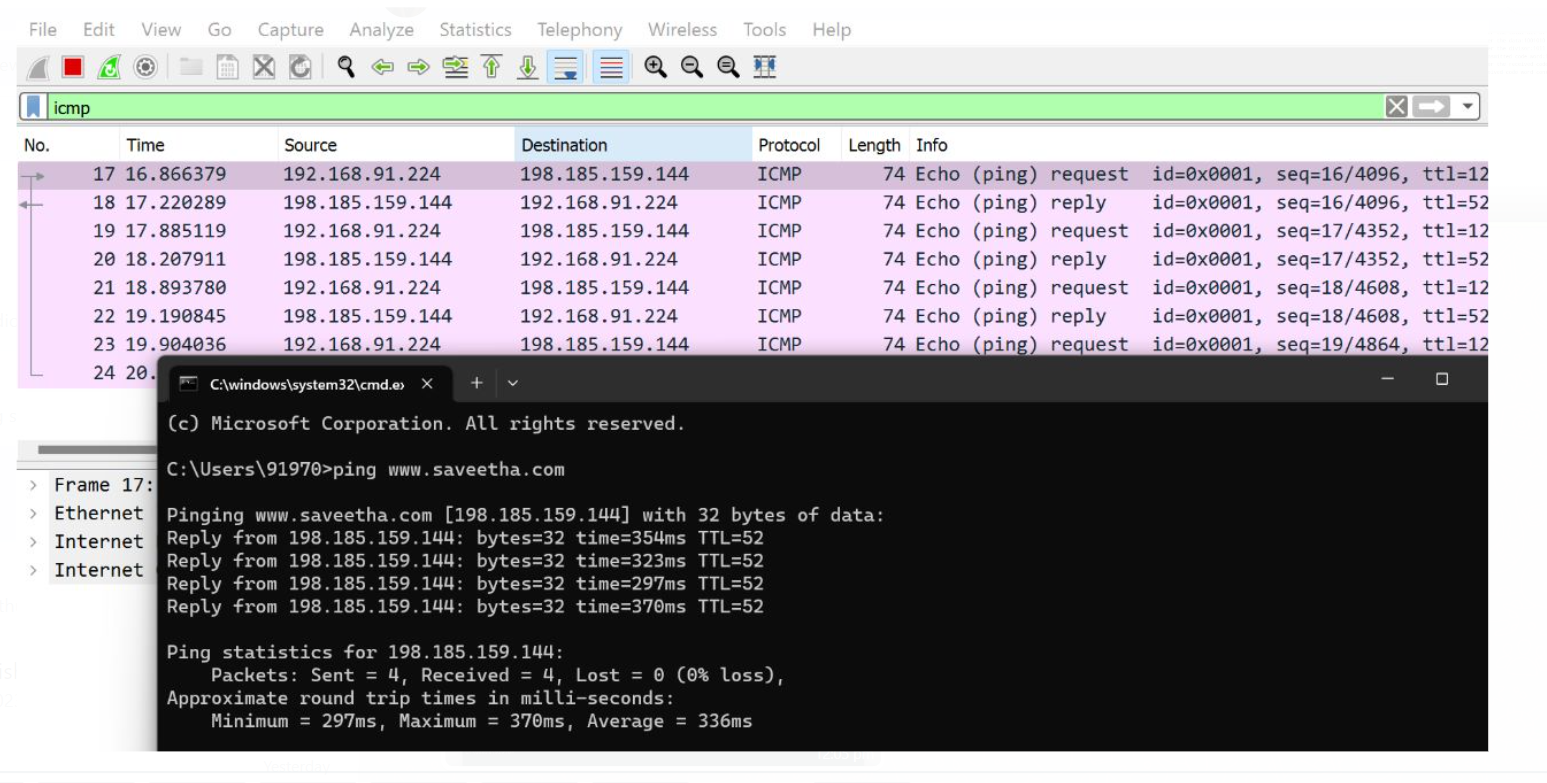 File Edit View Go Capture Analyze Statistics Telephony Wireless Tools Help
icmp
No. Time Source Destination Protocol Length Info
17 16.866379 192.168.91.224 198.185.159.144 ICMP 74 Echo (ping) request id=0x0001, seq=16/4096, ttl=12
18 17.220289 198.185.159.144 192.168.91.224 ICMP 74 Echo (ping) reply id=0x0001, seq=16/4096, ttl=52
19 17.885119 192.168.91.224 198.185.159.144 ICMP 74 Echo (ping) request id=0x0001, seq=17/4352, ttl=12
20 18.207911 198.185.159.144 192.168.91.224 ICMP 74 Echo (ping) reply id=0x0001, seq=17/4352, ttl=52
21 18.893780 192.168.91.224 198.185.159.144 ICMP 74 Echo (ping) request id=0x0001, seq=18/4608, ttl=12
22 19.190845 198.185.159.144 192.168.91.224 ICMP 74 Echo (ping) reply id=0x0001, seq=18/4608, ttl=52
23 19.904036 192.168.91.224 198.185.159.144 ICMP 74 Echo (ping) request id=0x0001, seq=19/4864, ttl=12
24 20.
C:\windows\system32\cmd.e
(c) Microsoft Corporation. All rights reserved.
C:\Users\91970>ping www.saveetha.com
Pinging www.saveetha.com [198.185.159.144] with 32 bytes of data:
Reply from 198.185.159.144: bytes=32 time=354ms TTL=52
Reply from 198.185.159.144: bytes=32 time=323ms TTL=52
Reply from 198.185.159.144: bytes=32 time=297ms TTL=52
Reply from 198.185.159.144: bytes=32 time=370ms TTL=52
Ping statistics for 198.185.159.144:
Packets: Sent = 4, Received = 4, Lost = 0 (0% loss),
Approximate round trip times in milli-seconds:
Minimum = 297ms, Maximum = 370ms, Average = 336ms
Frame 17:
Ethernet
Internet
Internet